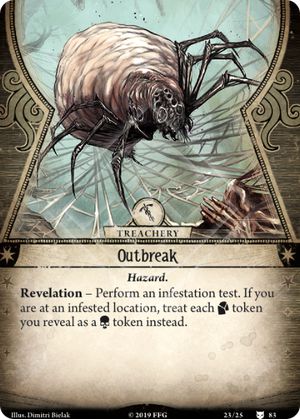 TREACHERY
Outbreak
Hazard.
Revelation – Perform an infestation test. If you
are at an infested location, treat each token
you reveal as a token instead.
Illus. Dimitri Bielak
© 2019 FFG
23/25
83